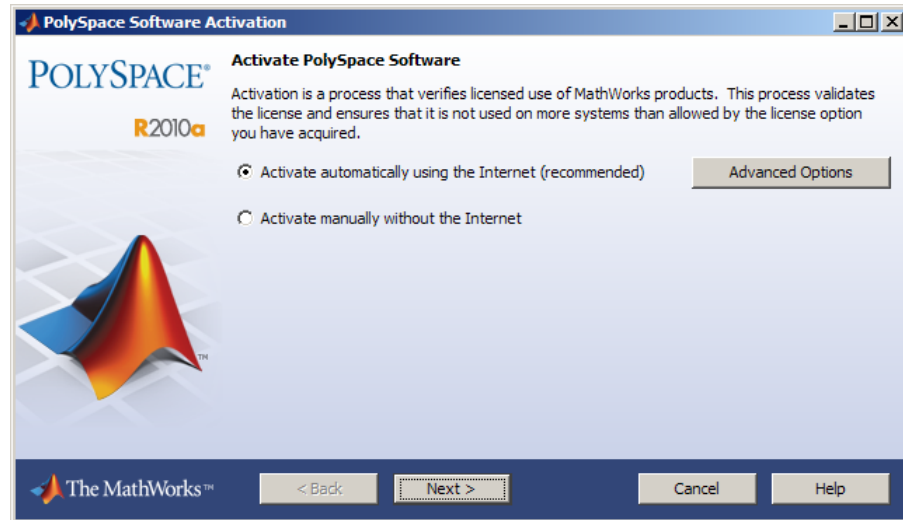 PolySpace Software Activation
POLYSPACE®
R2010a
Activate PolySpace Software
Activation is a process that verifies licensed use of MathWorks products. This process validates
the license and ensures that it is not used on more systems than allowed by the license option
you have acquired.
Activate automatically using the Internet (recommended)
Advanced Options
Activate manually without the Internet
TM
The MathWorks™
< Back
Next >
Cancel
Help